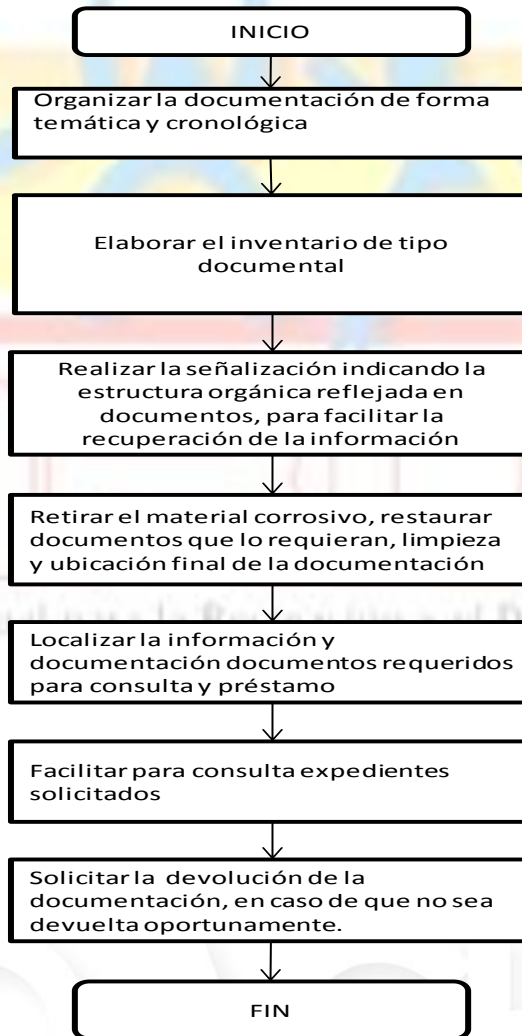 INICIO
Organizar la documentación de forma
temática y cronológica
Elaborar el inventario de tipo
documental
Realizar la señalización indicando la
estructura orgánica reflejada en
documentos, para facilitar la
recuperación de la información
Retirar el material corrosivo, restaurar
documentos que lo requieran, limpieza
y ubicación final de la documentación
Localizar la información y
documentación documentos requeridos
para consulta y préstamo
Facilitar para consulta expedientes
solicitados
Solicitar la devolución de la
documentación, en caso de que no sea
devuelta oportunamente.
FIN